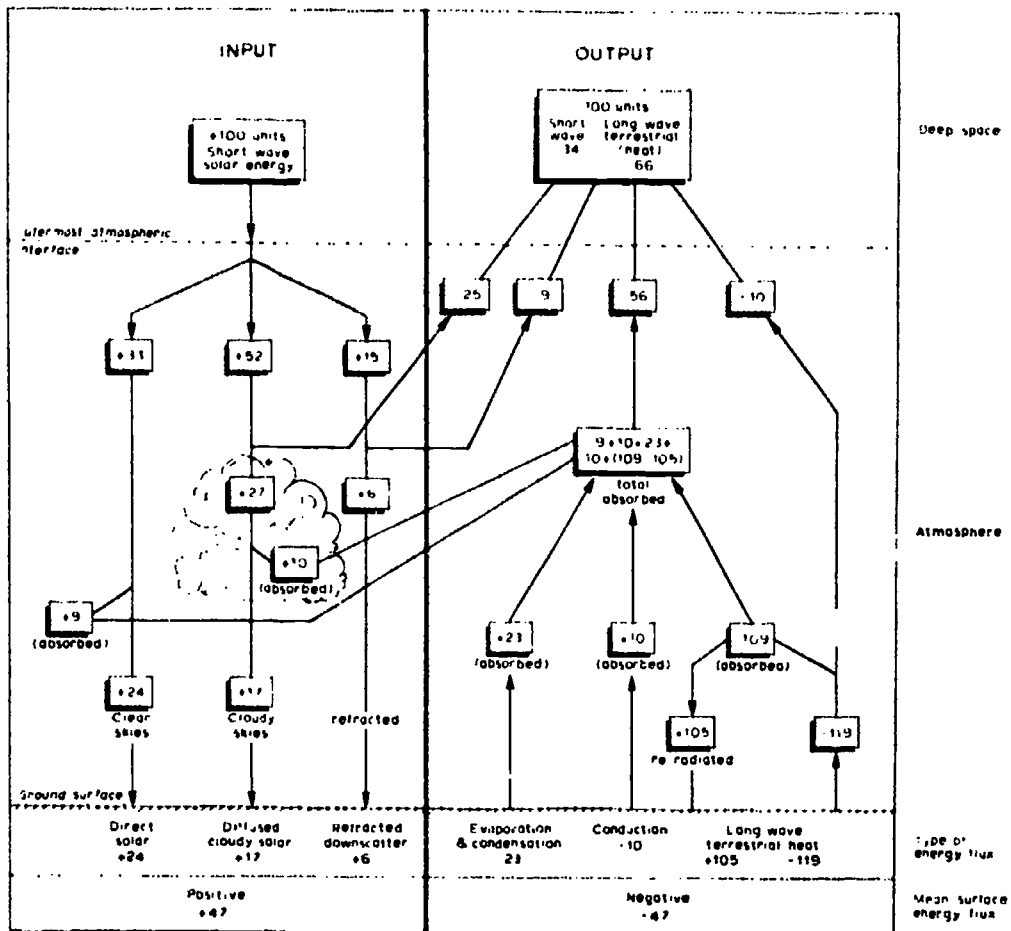 INPUT
OUTPUT
+100 units
Short wave
solar energy
100 units
Short wave 34
Long wave terrestrial (heat) 66
Deep space
atmospheric
interface
25
9
56
-10
+33
+52
+15
9+10+23+
10+(109 105)
total
absorbed
+27
+6
+10
(absorbed)
Atmosphere
+9
(absorbed)
+23
(absorbed)
+10
(absorbed)
109
(absorbed)
+24
Clear
skies
+17
Cloudy
skies
refracted
+105
Re radiated
-119
Ground surface
Direct
solar
+24
Diffused
cloudy solar
+17
Refracted
downscatter
+6
Evaporation
& condensation
23
Conduction
-10
Long wave
terrestrial heat
+105 -119
Type of
energy flux
Positive
+47
Negative
-47
Mean surface
energy flux